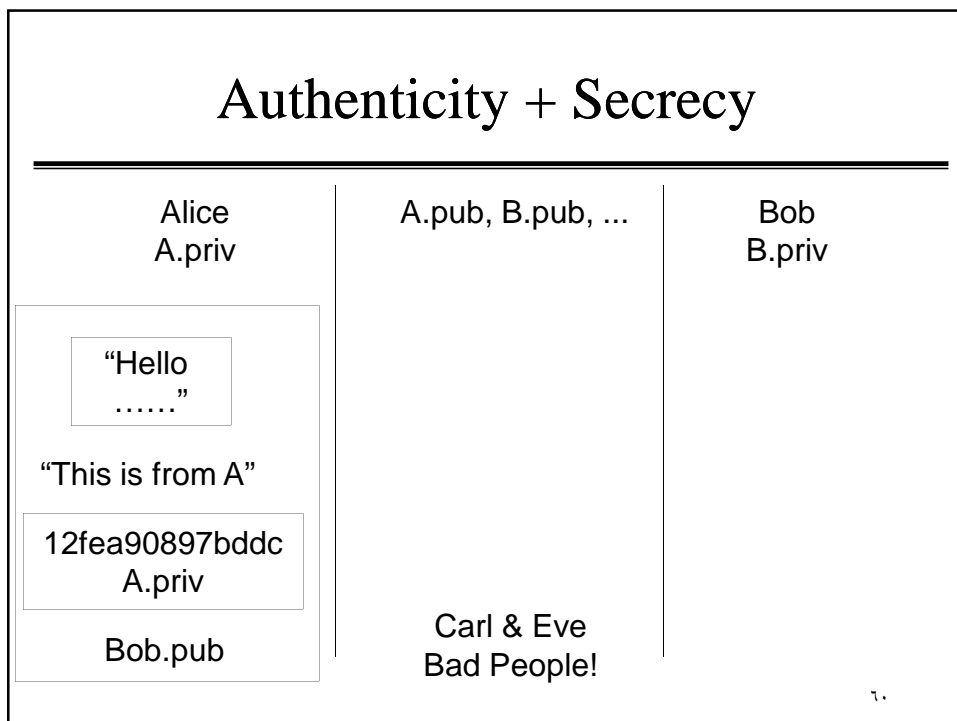 Authenticity + Secrecy
Alice
A.priv
A.pub, B.pub, ...
Bob
B.priv
“Hello
……”
“This is from A”
12fea90897bddc
A.priv
Bob.pub
Carl & Eve
Bad People!
٦٠